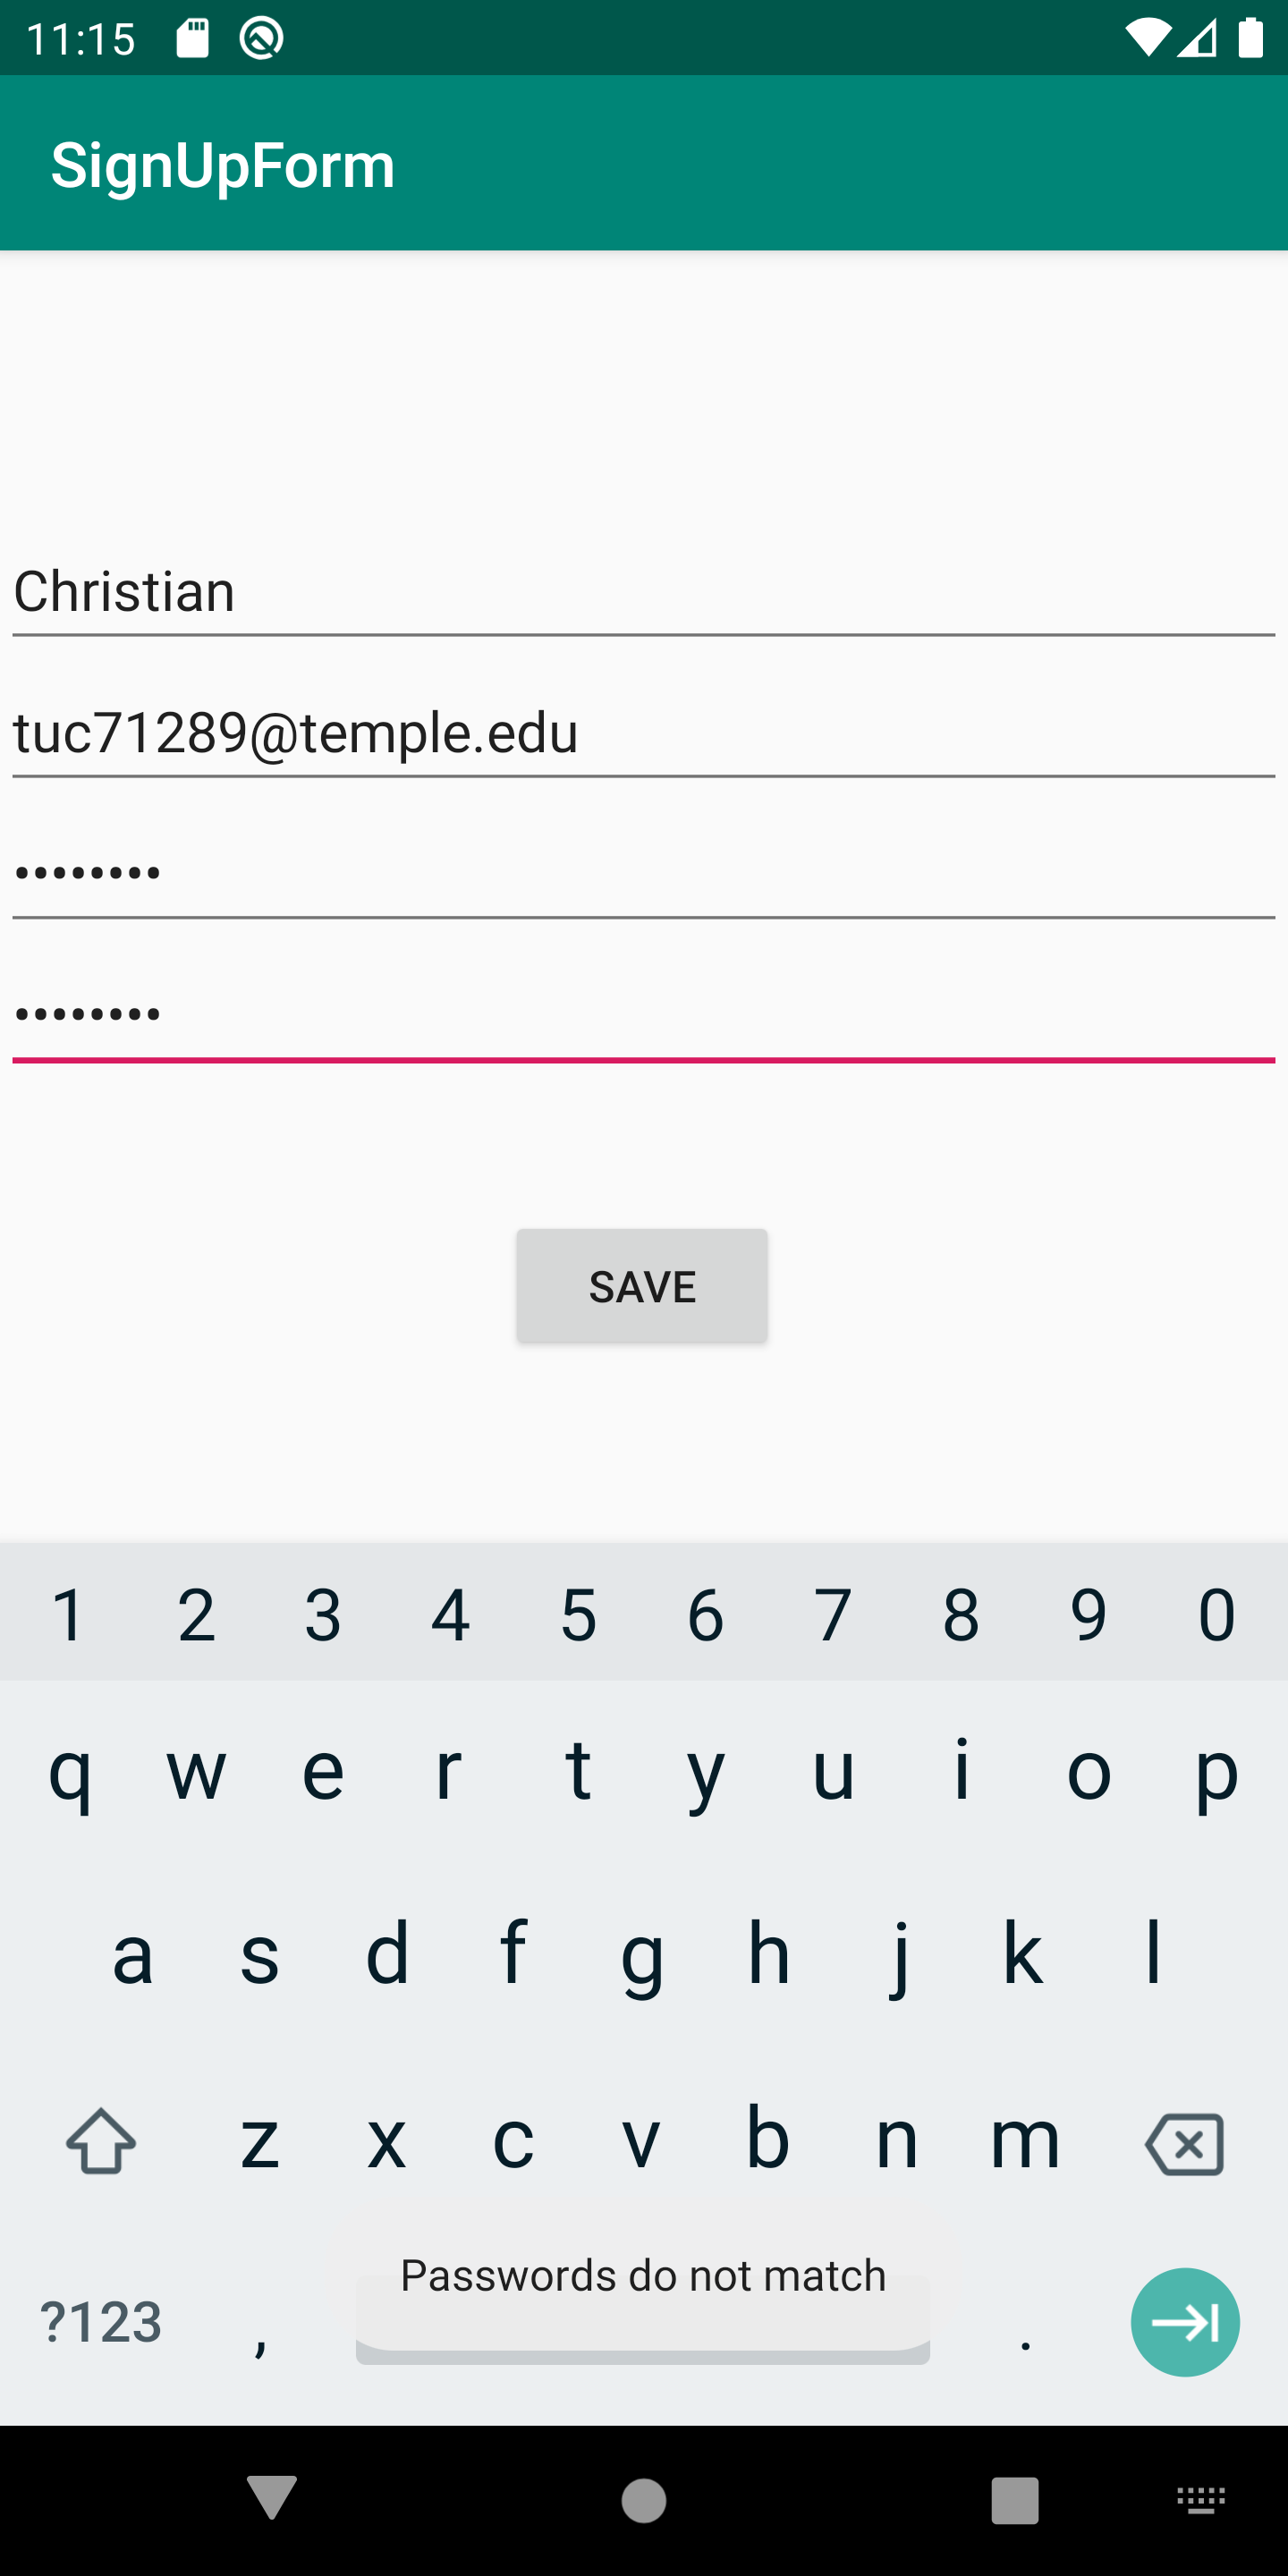 11:15
SignUpForm
Christian
tuc71289@temple.edu
••••••••
••••••••
SAVE
1 2 3 4 5 6 7 8 9 0
q w e r t y u i o p
a s d f g h j k l
z x c v b n m
Passwords do not match
?123 , .